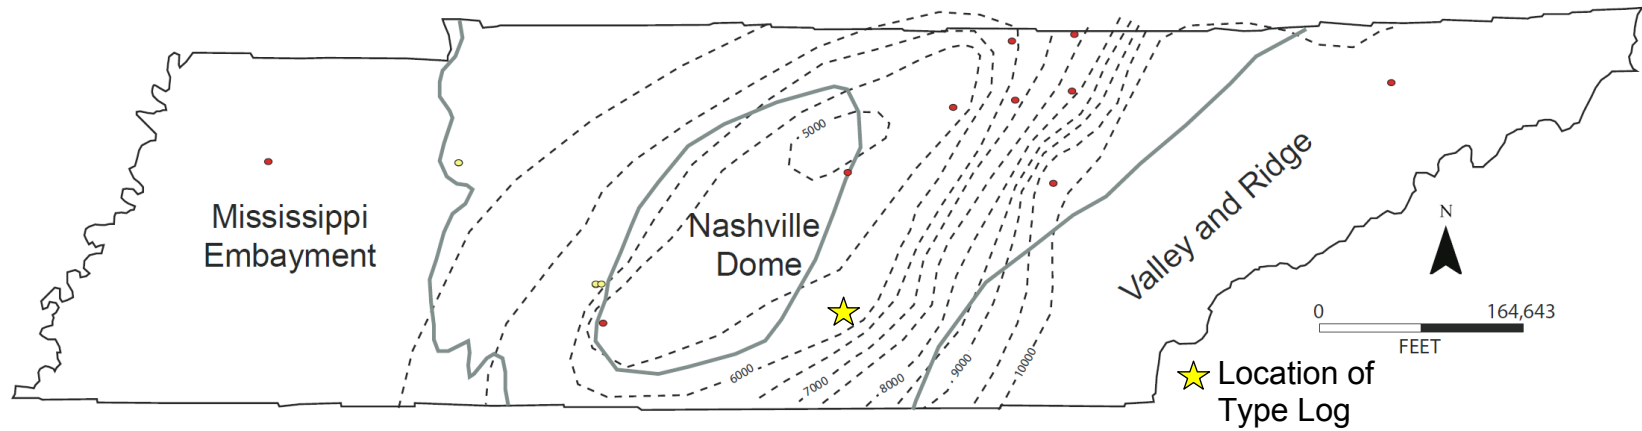 5000
Mississippi
Embayment
Nashville
Dome
Valley and Ridge
N
0 164,643
FEET
6000
7000
8000
9000
10000
Location of
Type Log